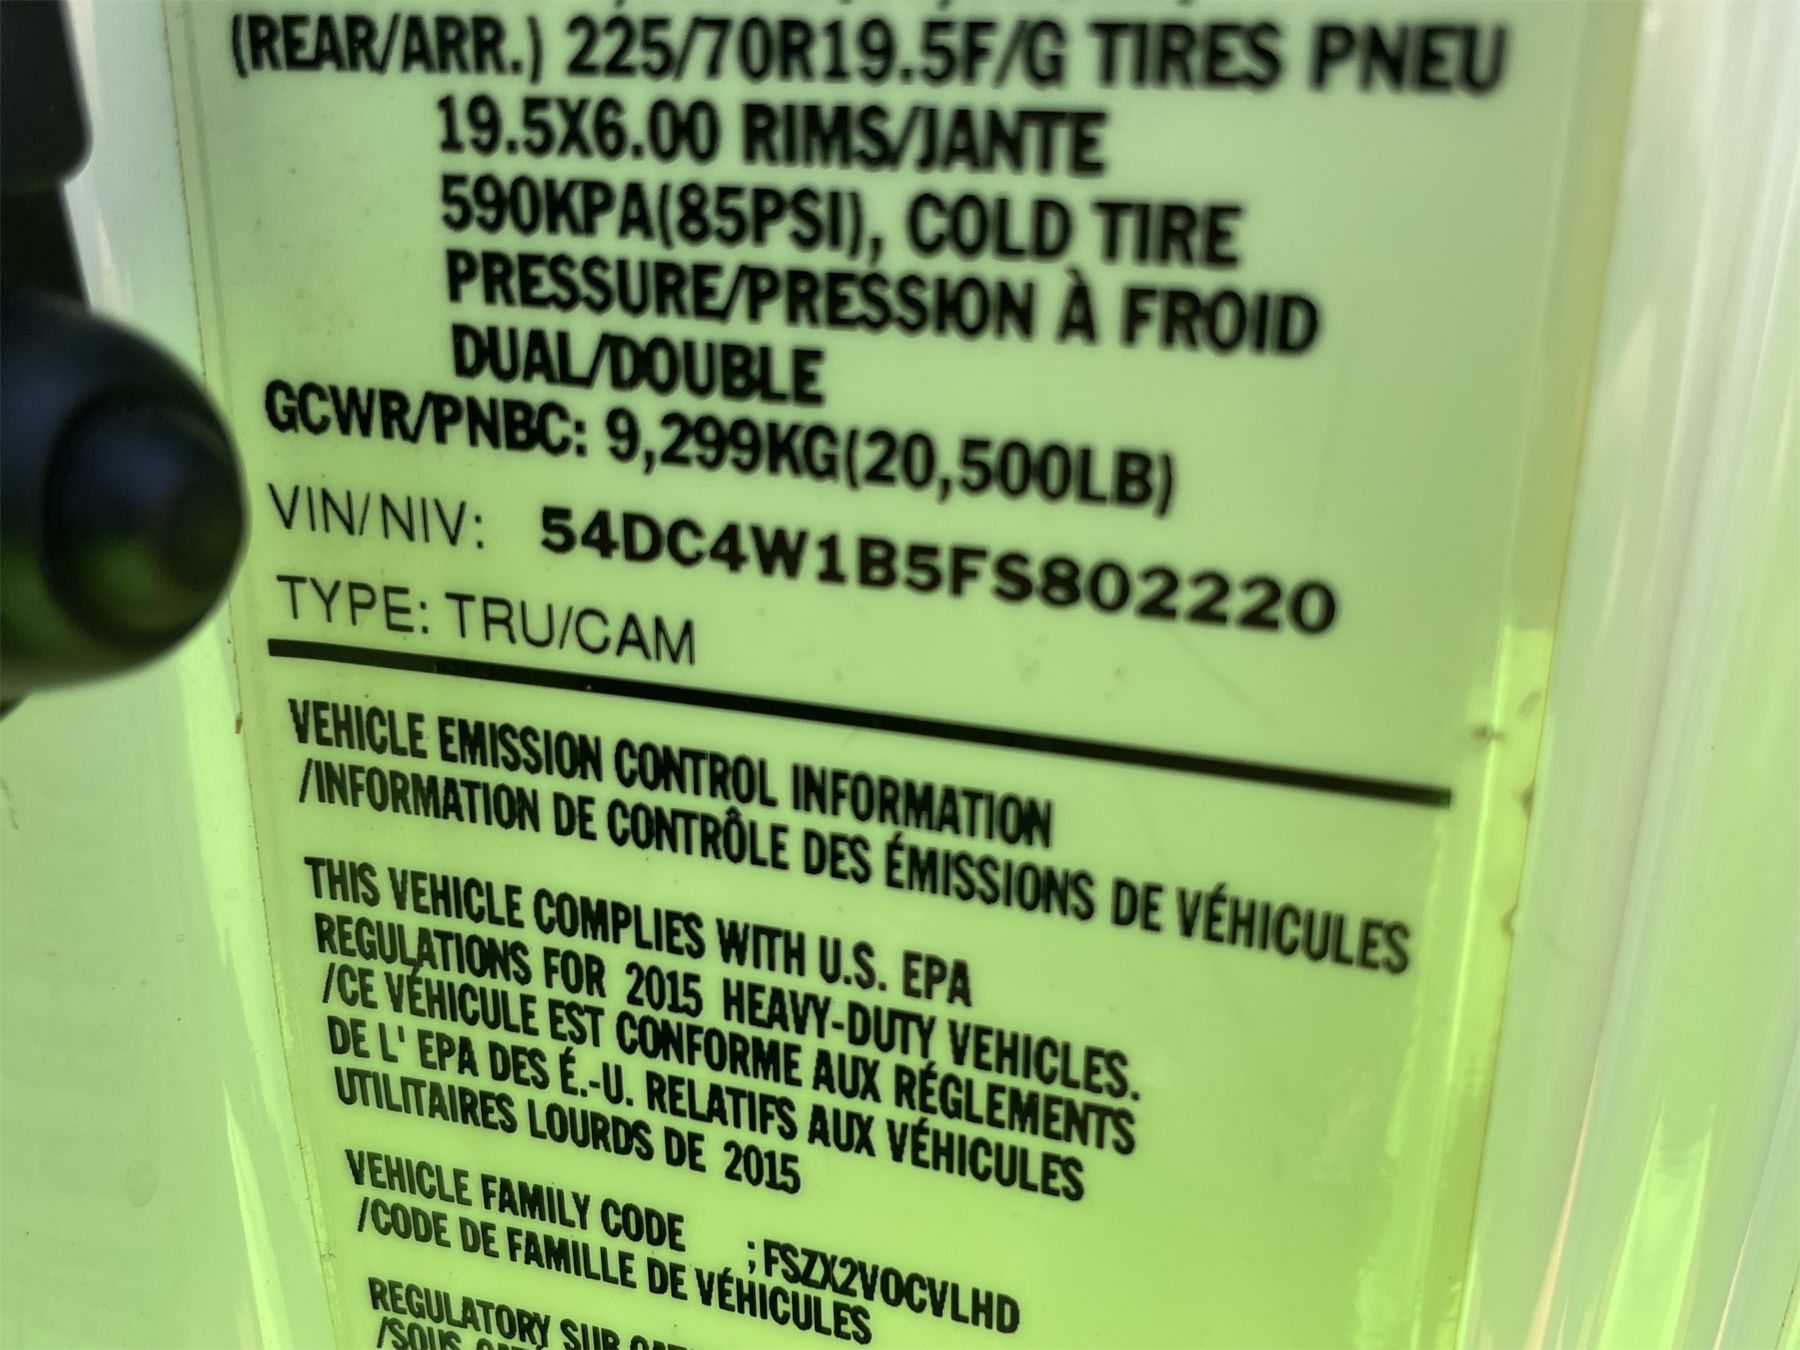 (REAR/ARR.) 225/70R19.5F/G TIRES PNEU
19.5X6.00 RIMS/JANTE
590KPA(85PSI), COLD TIRE
PRESSURE/PRESSION À FROID
DUAL/DOUBLE
GCWR/PNBC: 9,299KG(20,500LB)
VIN/NIV: 54DC4W1B5FS802220
TYPE: TRU/CAM
VEHICLE EMISSION CONTROL INFORMATION
/INFORMATION DE CONTRÔLE DES ÉMISSIONS DE VÉHICULES
THIS VEHICLE COMPLIES WITH U.S. EPA
REGULATIONS FOR 2015 HEAVY-DUTY VEHICLES.
/CE VÉHICULE EST CONFORME AUX RÉGLEMENTS
DE L' EPA DES É.-U. RELATIFS AUX VÉHICULES
UTILITAIRES LOURDS DE 2015
VEHICLE FAMILY CODE ; FSZX2VOCVLHD
/CODE DE FAMILLE DE VÉHICULES
REGULATORY SUB
/SOUS